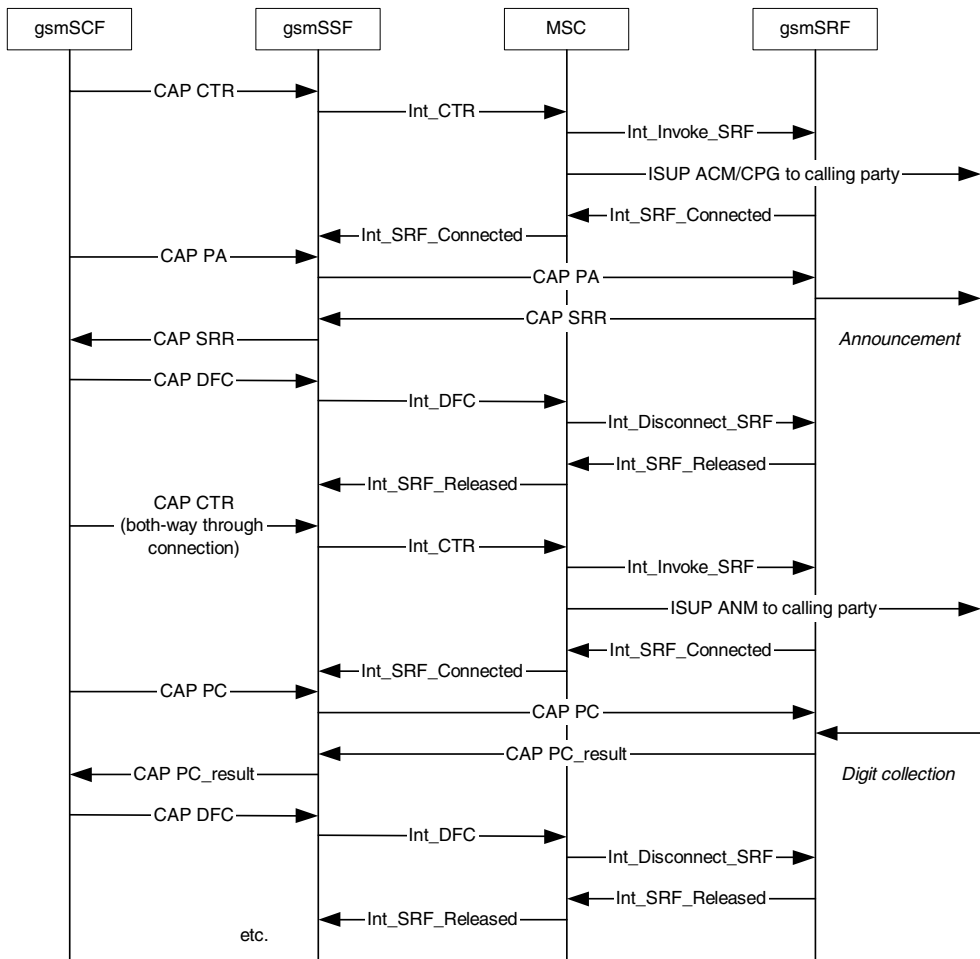 gsmSCF gsmSSF MSC gsmSRF
CAP CTR
Int_CTR
Int_Invoke_SRF
ISUP ACM/CPG to calling party
Int_SRF_Connected
Int_SRF_Connected
CAP PA
CAP PA
CAP SRR
CAP SRR
Announcement
CAP DFC
Int_DFC
Int_Disconnect_SRF
Int_SRF_Released
Int_SRF_Released
CAP CTR
(both-way through
connection)
Int_CTR
Int_Invoke_SRF
ISUP ANM to calling party
Int_SRF_Connected
Int_SRF_Connected
CAP PC
CAP PC
CAP PC_result
CAP PC_result
Digit collection
CAP DFC
Int_DFC
Int_Disconnect_SRF
Int_SRF_Released
Int_SRF_Released
etc.